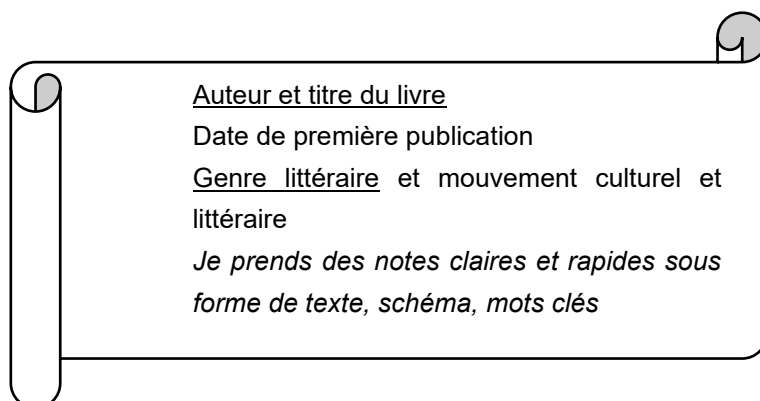 Auteur et titre du livre
Date de première publication
Genre littéraire et mouvement culturel et
littéraire
Je prends des notes claires et rapides sous
forme de texte, schéma, mots clés